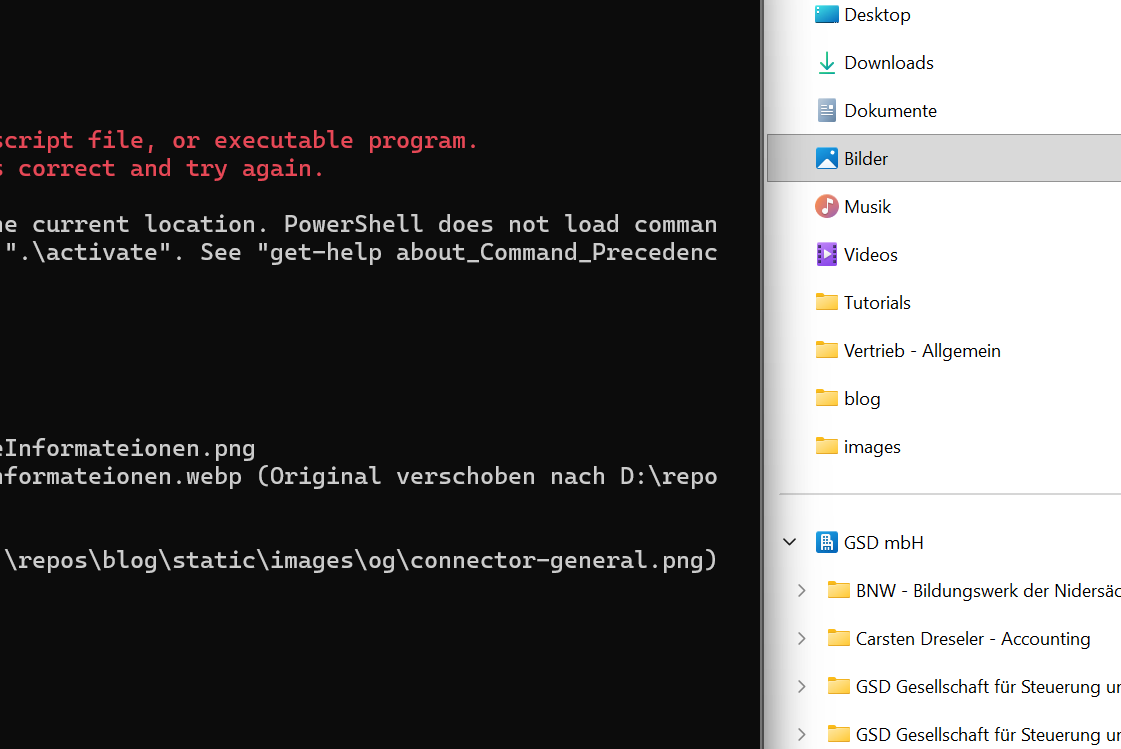 script file, or executable program.
correct and try again.
current location. PowerShell does not load comman
".\activate". See "get-help about_Command_Precedenc
eInformateionen.png
nformateionen.webp (Original verschoben nach D:\repo
\repos\blog\static\images\og\connector-general.png)
Desktop
Downloads
Dokumente
Bilder
Musik
Videos
Tutorials
Vertrieb - Allgemein
blog
images
GSD mbH
BNW - Bildungswerk der Nidersäc
Carsten Dreseler - Accounting
GSD Gesellschaft für Steuerung un
GSD Gesellschaft für Steuerung un